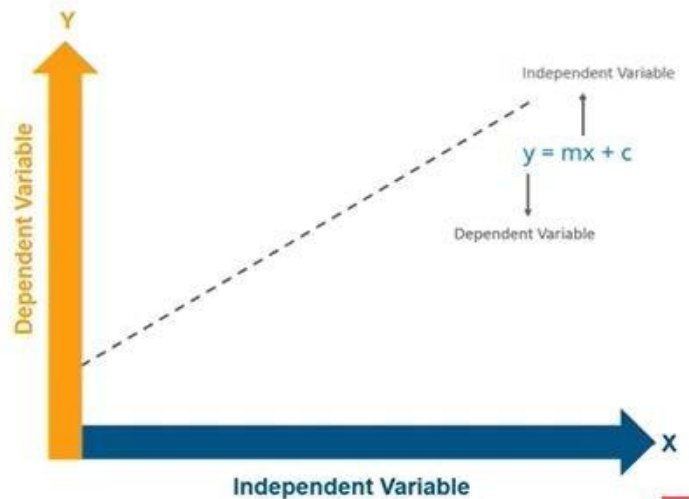 Y
Independent Variable
y = mx + c
Dependent Variable
Dependent Variable
X
Independent Variable